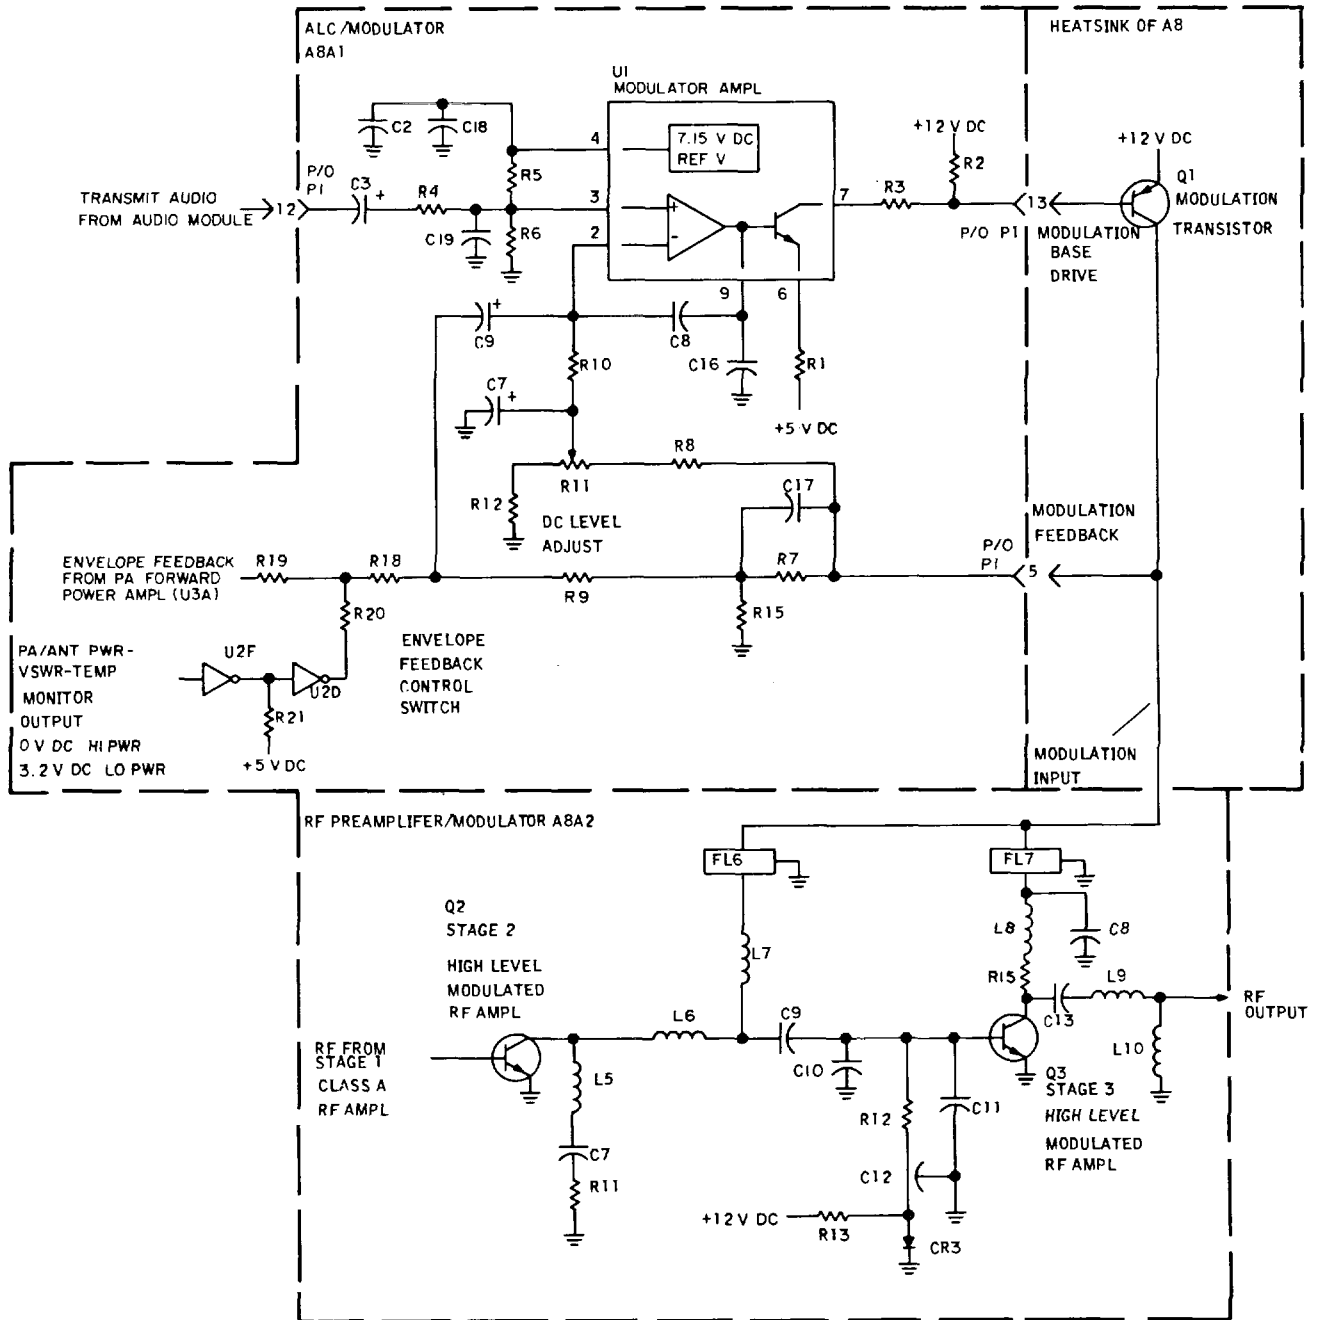 ALC/MODULATOR
A8A1
HEATSINK OF A8
U1
MODULATOR AMPL
C2
C18
4
7.15 V DC
REF V
+12 V DC
R2
+12 V DC
Q1
MODULATION
TRANSISTOR
TRANSMIT AUDIO
FROM AUDIO MODULE
P/O
P1
12
C3
+
R4
R5
3
C19
R6
2
+
-
7
R3
13
P/O P1
MODULATION
BASE
DRIVE
9
6
C9
+
C8
R10
C16
R1
C7
+
+5 V DC
R8
R12
R11
C17
DC LEVEL
ADJUST
MODULATION
FEEDBACK
ENVELOPE FEEDBACK
FROM PA FORWARD
POWER AMPL (U3A)
R19
R18
R9
R7
P/O
P1
5
R20
R15
PA/ANT PWR-
VSWR-TEMP
MONITOR
OUTPUT
0 V DC HI PWR
3.2 V DC LO PWR
U2F
U2D
R21
+5 V DC
ENVELOPE
FEEDBACK
CONTROL
SWITCH
MODULATION
INPUT
RF PREAMPLIFER/MODULATOR A8A2
FL6
FL7
Q2
STAGE 2
HIGH LEVEL
MODULATED
RF AMPL
L7
L8
C8
R15
L9
L6
C9
C13
RF
OUTPUT
RF FROM
STAGE 1
CLASS A
RF AMPL
L5
C10
L10
Q3
STAGE 3
HIGH LEVEL
MODULATED
RF AMPL
R12
C11
C7
C12
R11
+12 V DC
R13
CR3